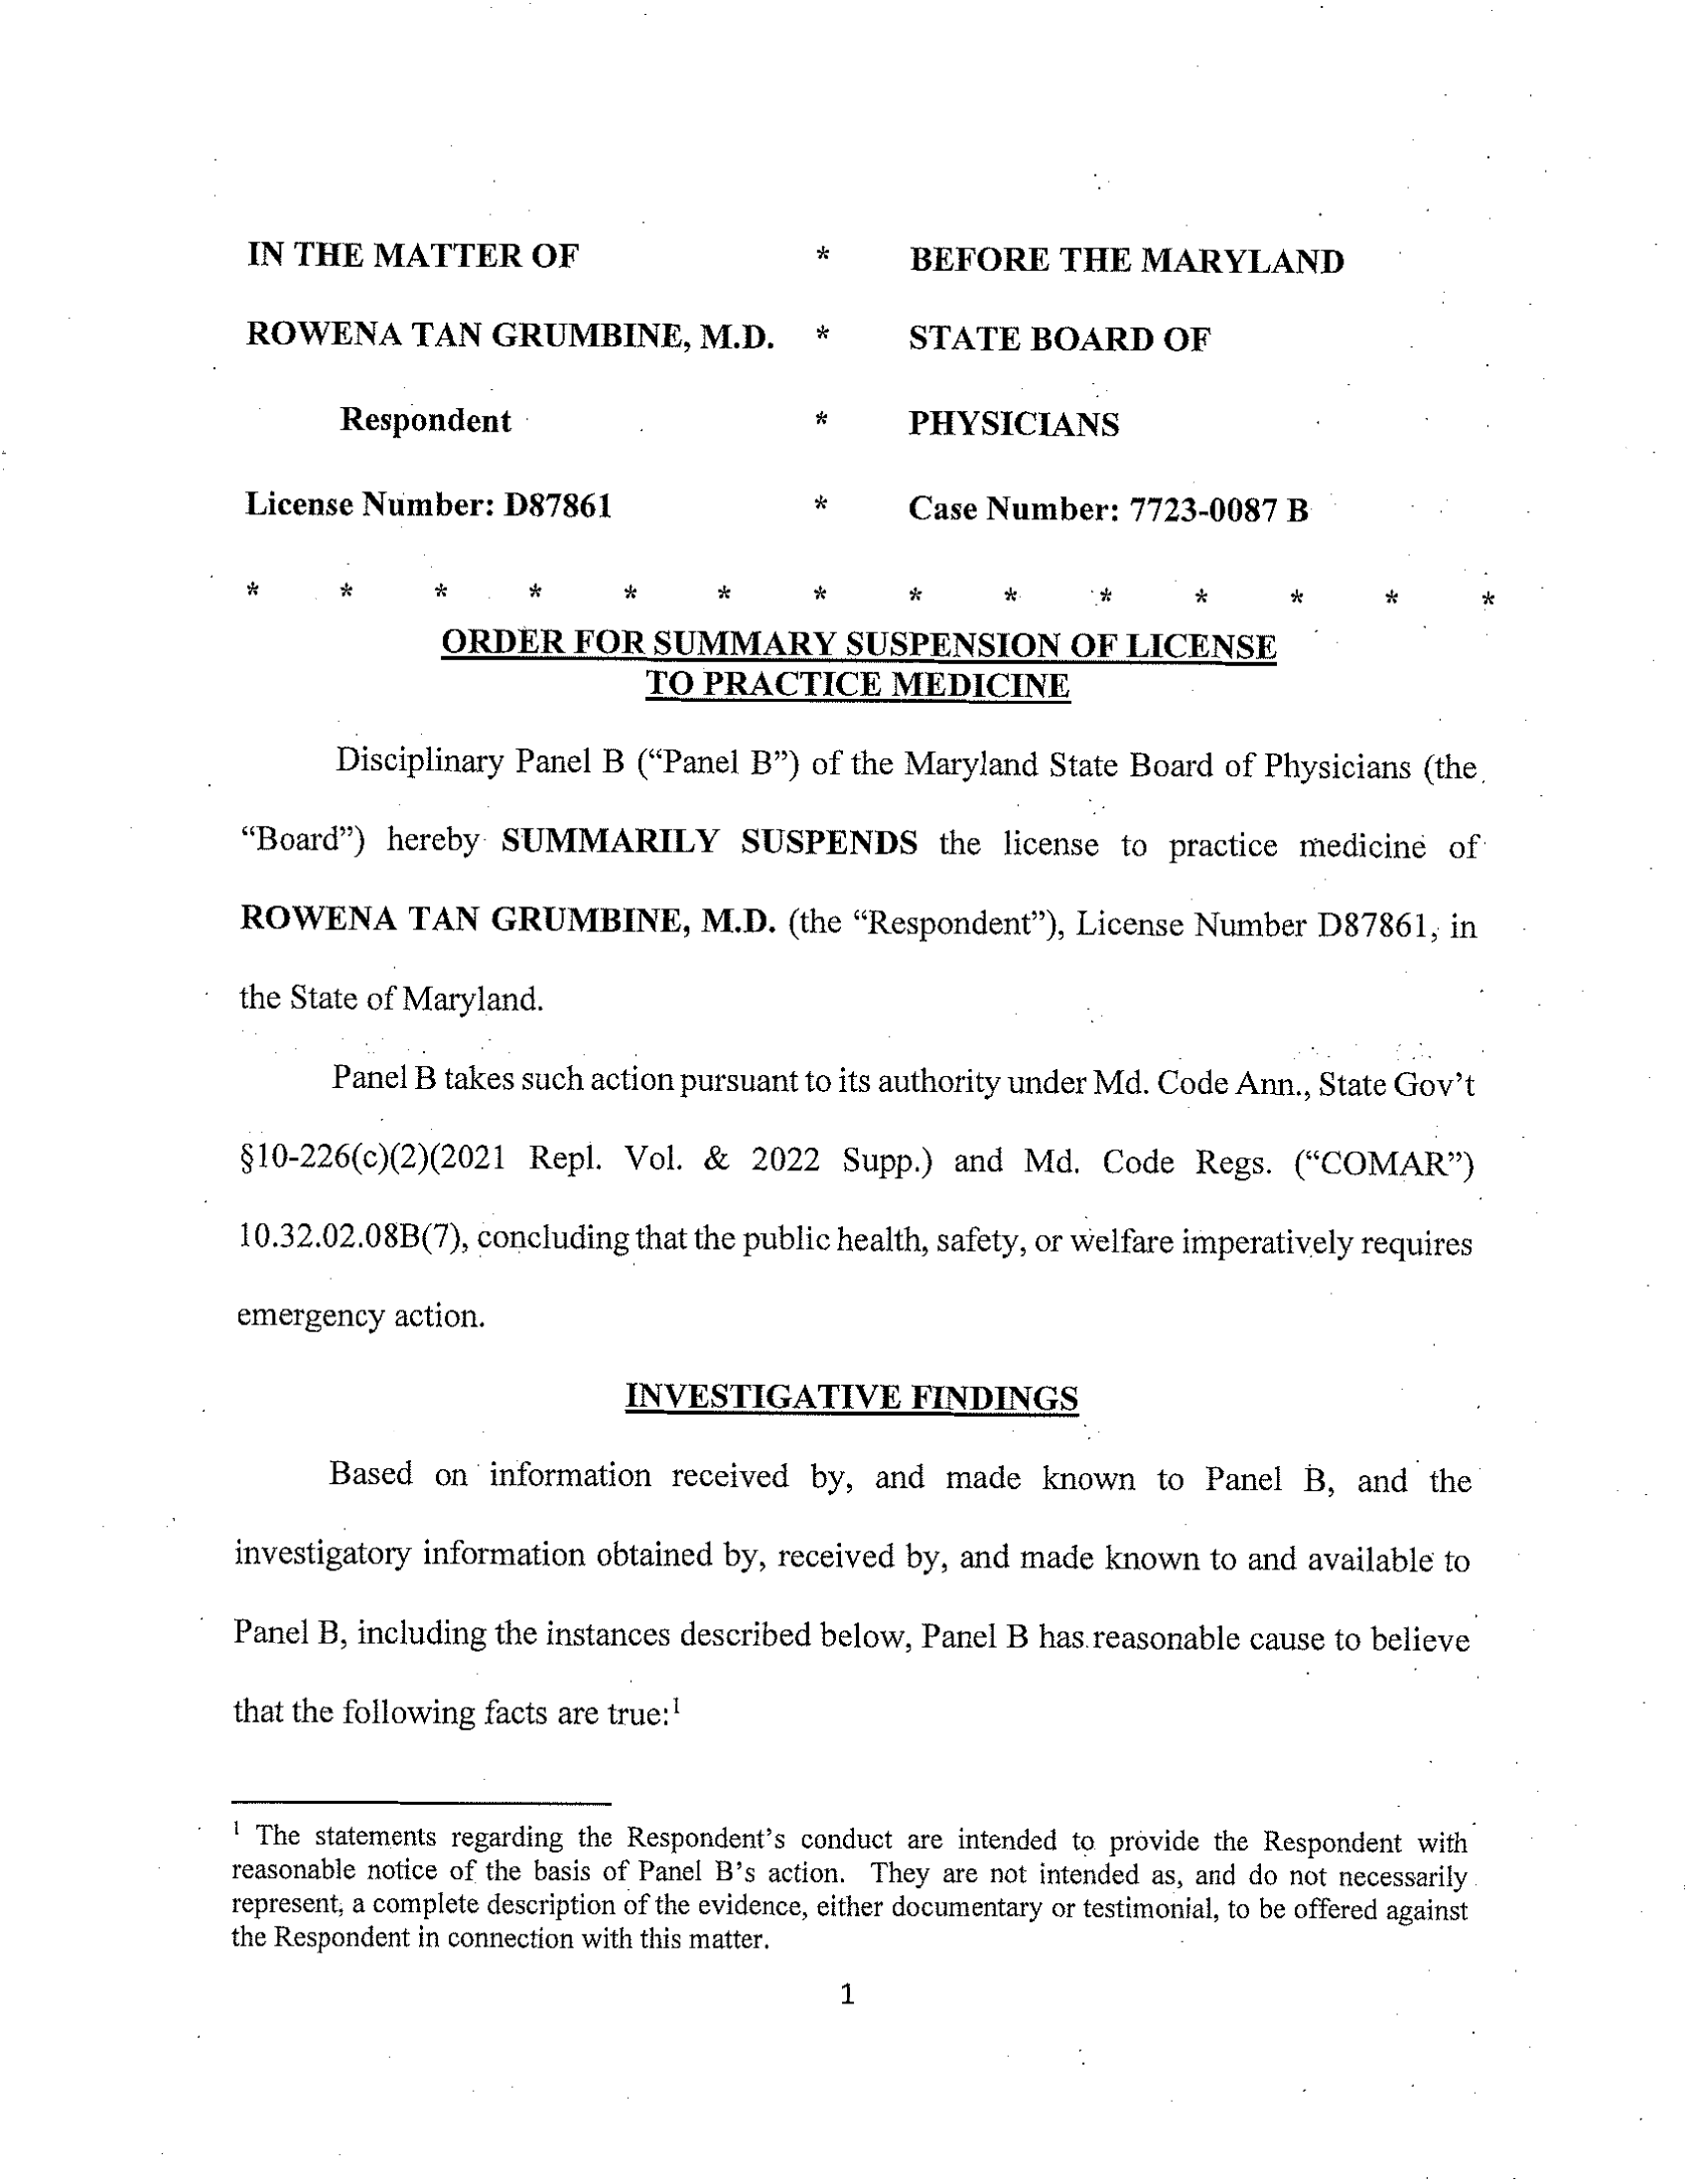 IN THE MATTER OF * BEFORE THE MARYLAND
ROWENA TAN GRUMBINE, M.D. * STATE BOARD OF
Respondent * PHYSICIANS
License Number: D87861 * Case Number: 7723-0087 B
* * * * * * * * * * * * * *
ORDER FOR SUMMARY SUSPENSION OF LICENSE
TO PRACTICE MEDICINE
Disciplinary Panel B (“Panel B”) of the Maryland State Board of Physicians (the
“Board”) hereby SUMMARILY SUSPENDS the license to practice medicine of
ROWENA TAN GRUMBINE, M.D. (the “Respondent”), License Number D87861, in
the State of Maryland.
Panel B takes such action pursuant to its authority under Md. Code Ann., State Gov’t
§10-226(c)(2)(2021 Repl. Vol. & 2022 Supp.) and Md. Code Regs. (“COMAR”)
10.32.02.08B(7), concluding that the public health, safety, or welfare imperatively requires
emergency action.
INVESTIGATIVE FINDINGS
Based on information received by, and made known to Panel B, and the
investigatory information obtained by, received by, and made known to and available to
Panel B, including the instances described below, Panel B has reasonable cause to believe
that the following facts are true:¹
¹ The statements regarding the Respondent’s conduct are intended to provide the Respondent with
reasonable notice of the basis of Panel B’s action. They are not intended as, and do not necessarily
represent, a complete description of the evidence, either documentary or testimonial, to be offered against
the Respondent in connection with this matter.
1